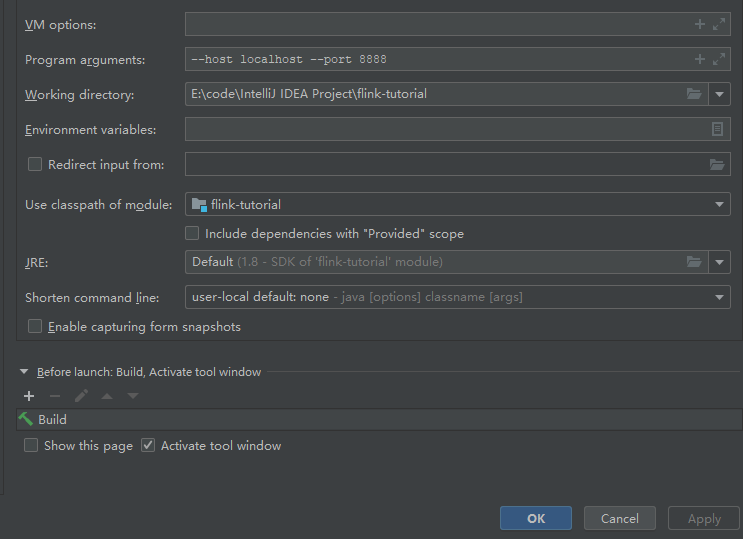 VM options:
Program arguments: --host localhost --port 8888
Working directory: E:\code\IntelliJ IDEA Project\flink-tutorial
Environment variables:
Redirect input from:
Use classpath of module: flink-tutorial
Include dependencies with "Provided" scope
JRE: Default (1.8 - SDK of 'flink-tutorial' module)
Shorten command line: user-local default: none - java [options] classname [args]
Enable capturing form snapshots
Before launch: Build, Activate tool window
Build
Show this page Activate tool window
OK Cancel Apply